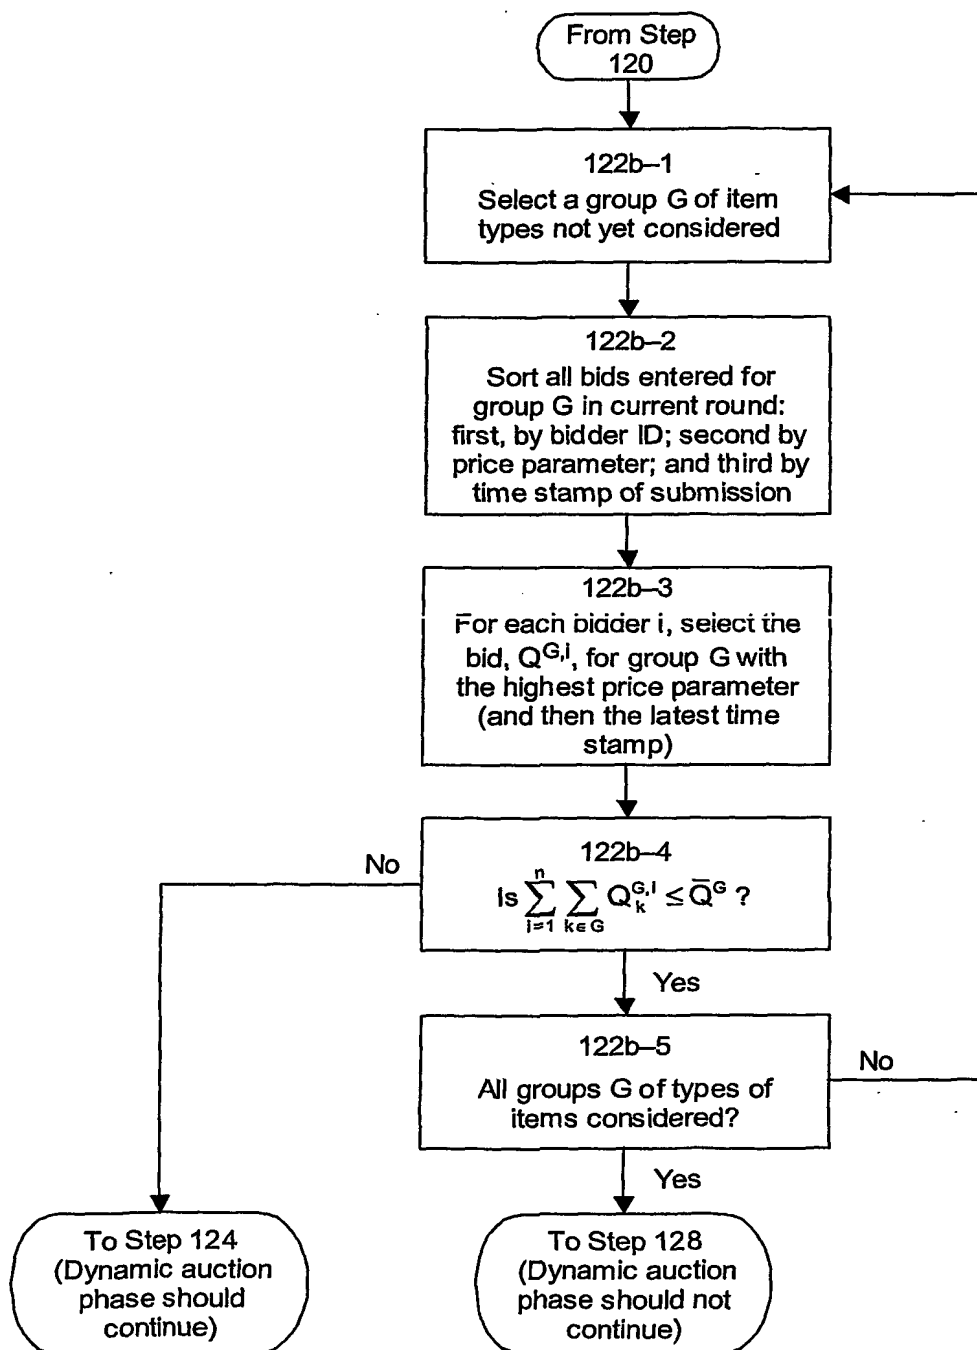 From Step
120
122b–1
Select a group G of item
types not yet considered
122b–2
Sort all bids entered for
group G in current round:
first, by bidder ID; second by
price parameter; and third by
time stamp of submission
122b–3
For each bidder i, select the
bid, Q^{G,i}, for group G with
the highest price parameter
(and then the latest time
stamp)
122b–4
Is \sum_{i=1}^{n} \sum_{k∈G} Q_k^{G,i} ≤ \bar{Q}^G ?
No
Yes
122b–5
All groups G of types of
items considered?
No
Yes
To Step 124
(Dynamic auction
phase should
continue)
To Step 128
(Dynamic auction
phase should not
continue)